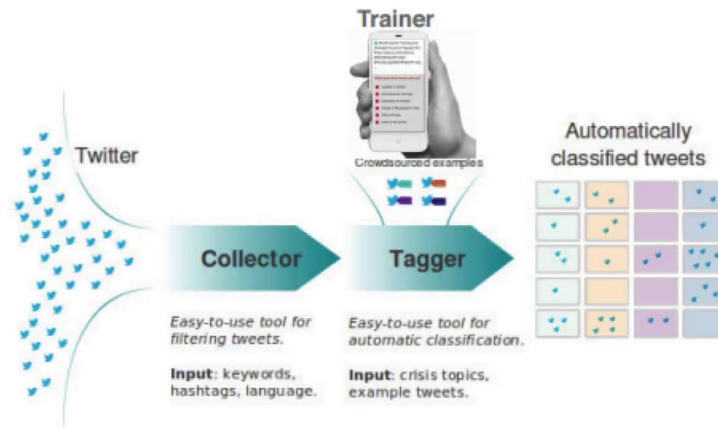 Trainer
Twitter
Crowdsourced examples
Automatically
classified tweets
Collector
Tagger
Easy-to-use tool for
filtering tweets.
Input: keywords,
hashtags, language.
Easy-to-use tool for
automatic classification.
Input: crisis topics,
example tweets.